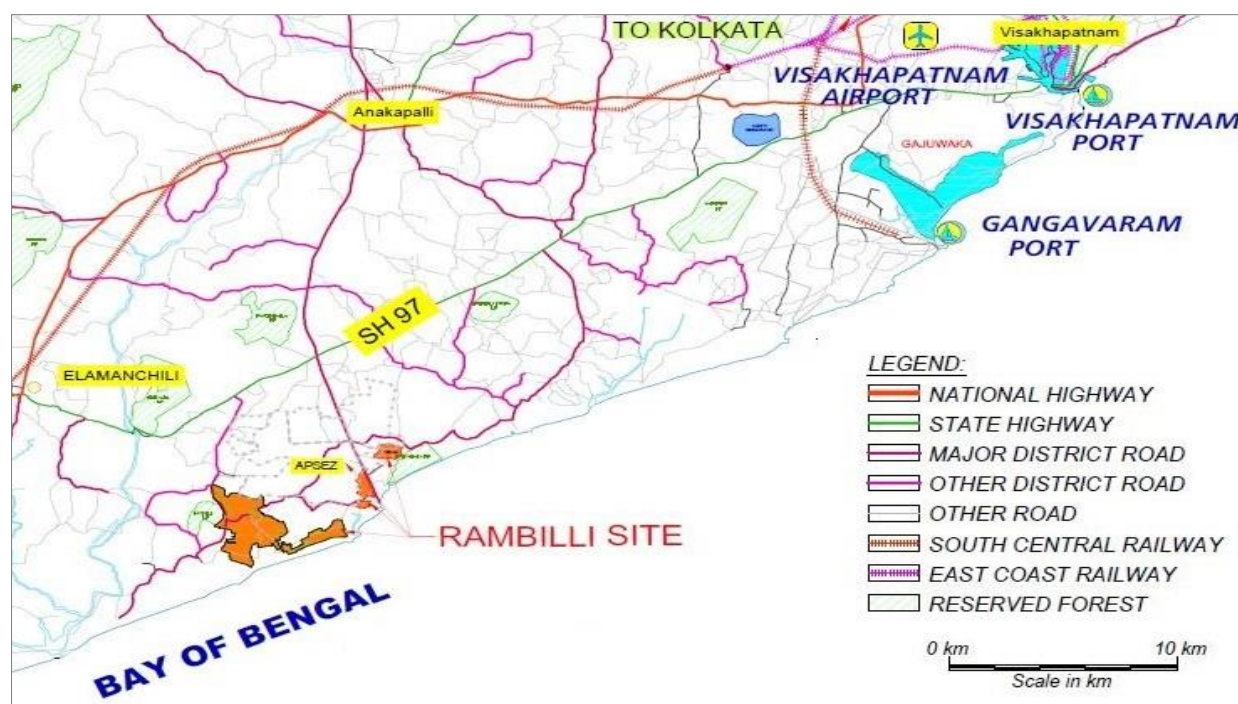 TO KOLKATA
Visakhapatnam
VISAKHAPATNAM
AIRPORT
Anakapalli
VISAKHAPATNAM
PORT
GAJUWAKA
GANGAVARAM
PORT
SH 97
ELAMANCHILI
APSEZ
RAMBILLI SITE
BAY OF BENGAL
LEGEND:
NATIONAL HIGHWAY
STATE HIGHWAY
MAJOR DISTRICT ROAD
OTHER DISTRICT ROAD
OTHER ROAD
SOUTH CENTRAL RAILWAY
EAST COAST RAILWAY
RESERVED FOREST
0 km 10 km
Scale in km